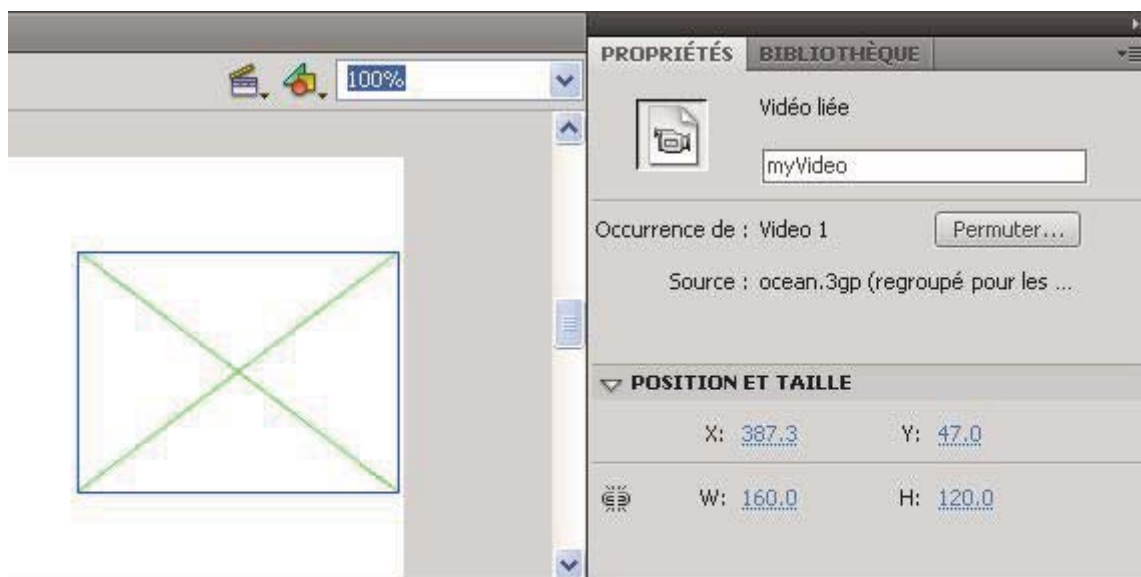 100%
PROPRIÉTÉS BIBLIOTHÈQUE
Vidéo liée
myVideo
Occurrence de : Video 1 Permuter...
Source : ocean.3gp (regroupé pour les ...
POSITION ET TAILLE
X: 387.3 Y: 47.0
W: 160.0 H: 120.0